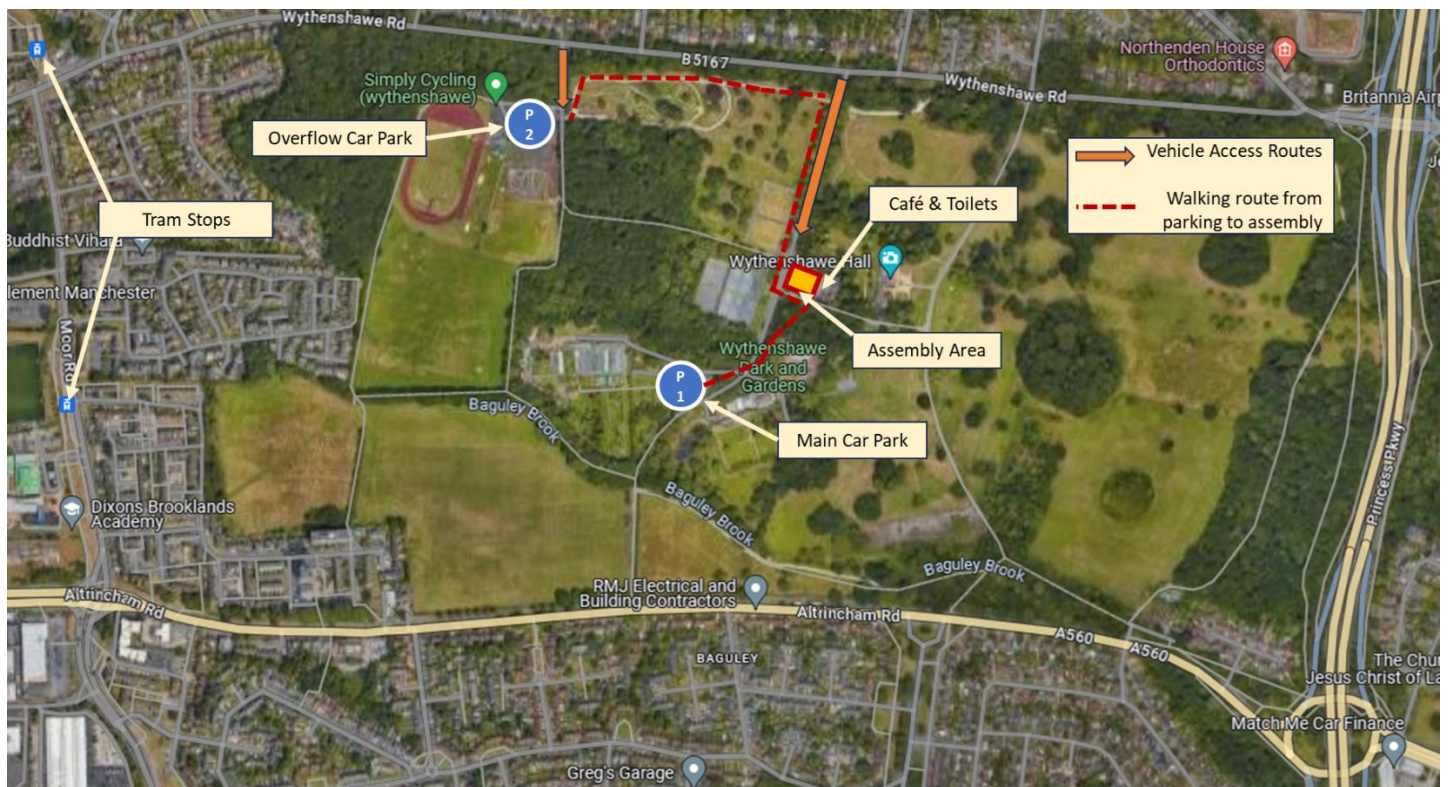 Wythenshawe Rd
B5167
Wythenshawe Rd
Northenden House
Orthodontics
Britannia Air
Simply Cycling
(wythenshawe)
P
2
Overflow Car Park
Vehicle Access Routes
Walking route from
parking to assembly
Tram Stops
Café & Toilets
Buddhist Vihara
Wythenshawe Hall
lement Manchester
Moor Rd
Assembly Area
Wythenshawe
Park and
Gardens
P
1
Main Car Park
Baguley Brook
Baguley Brook
Baguley Brook
Princess Pkwy
Dixons Brooklands
Academy
RMJ Electrical and
Building Contractors
Altrincham Rd
Altrincham Rd
A560
A560
BAGULEY
The Chur
Jesus Christ of La
Match Me Car Finance
Greg's Garage